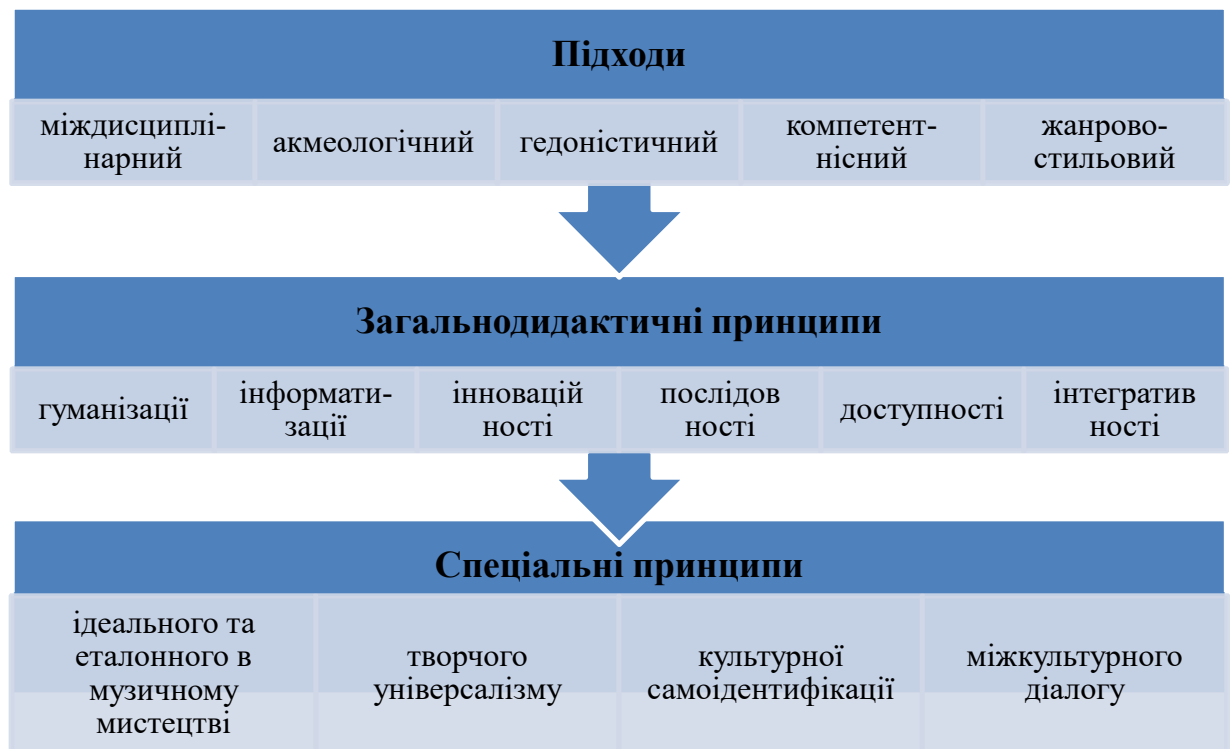 Підходи
міждисциплі-
нарний
акмеологічний
гедоністичний
компетент-
нісний
жанрово-
стильовий
Загальнодидактичні принципи
гуманізації
інформати-
зації
інновацій
ності
послідов
ності
доступності
інтегратив
ності
Спеціальні принципи
ідеального та
еталонного в
музичному
мистецтві
творчого
універсалізму
культурної
самоідентифікації
міжкультурного
діалогу